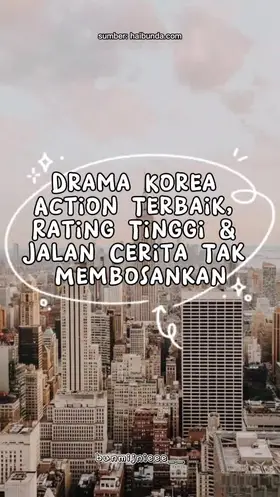 sumber: haibunda.com
DRAMA KOREA
ACTION TERBAIK,
RATING TINGGI &
JALAN CERITA TAK
MEMBOSANKAN